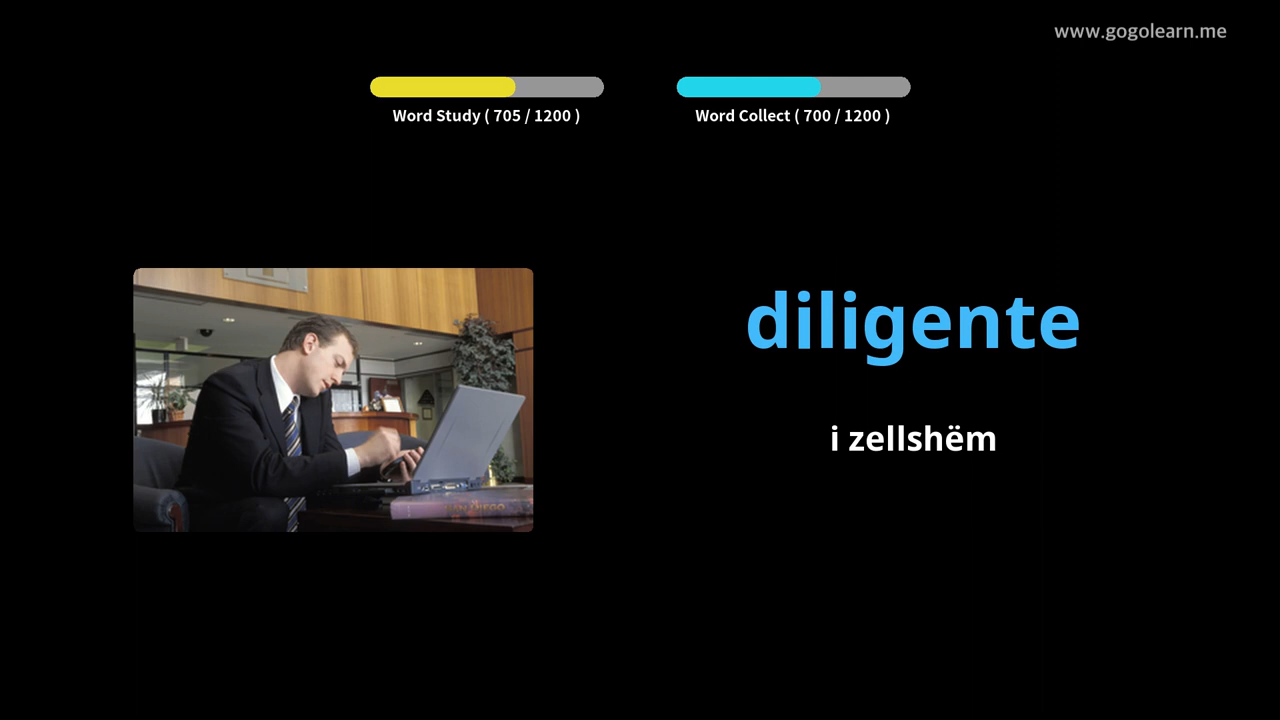 www.gogolearn.me
Word Study ( 705 / 1200 )
Word Collect ( 700 / 1200 )
diligente
i zellshëm